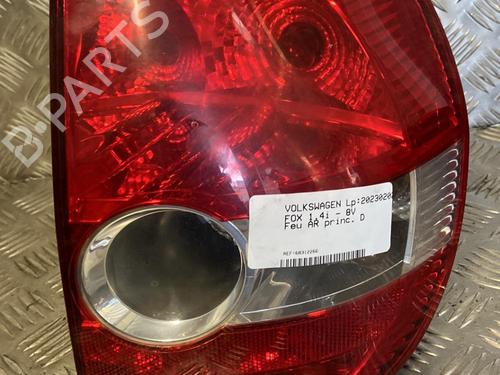 B-PARTS
VOLKSWAGEN Lp:2023020
FOX 1.4i - 8V
Feu AR princ. D